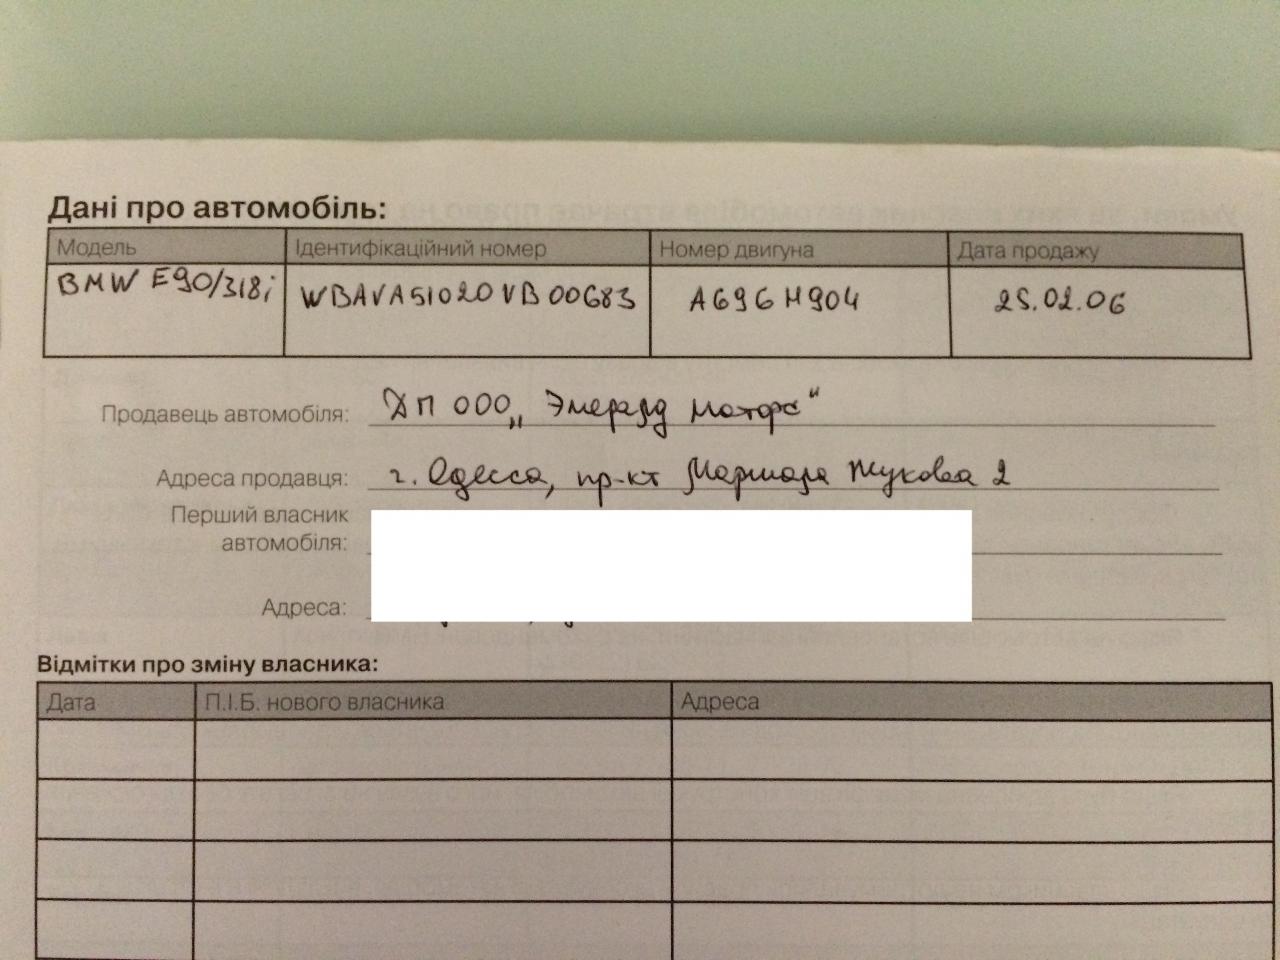 Дані про автомобіль:
Модель Ідентифікаційний номер Номер двигуна Дата продажу
BMW E90/318i WBAVA51020VB00683 A696H904 25.02.06
Продавець автомобіля: ДП ООО „Эмералд Моторс"
Адреса продавця: г. Одесса, пр-кт Маршала Жукова 2
Перший власник
автомобіля:
Адреса:
Відмітки про зміну власника:
Дата П.І.Б. нового власника Адреса